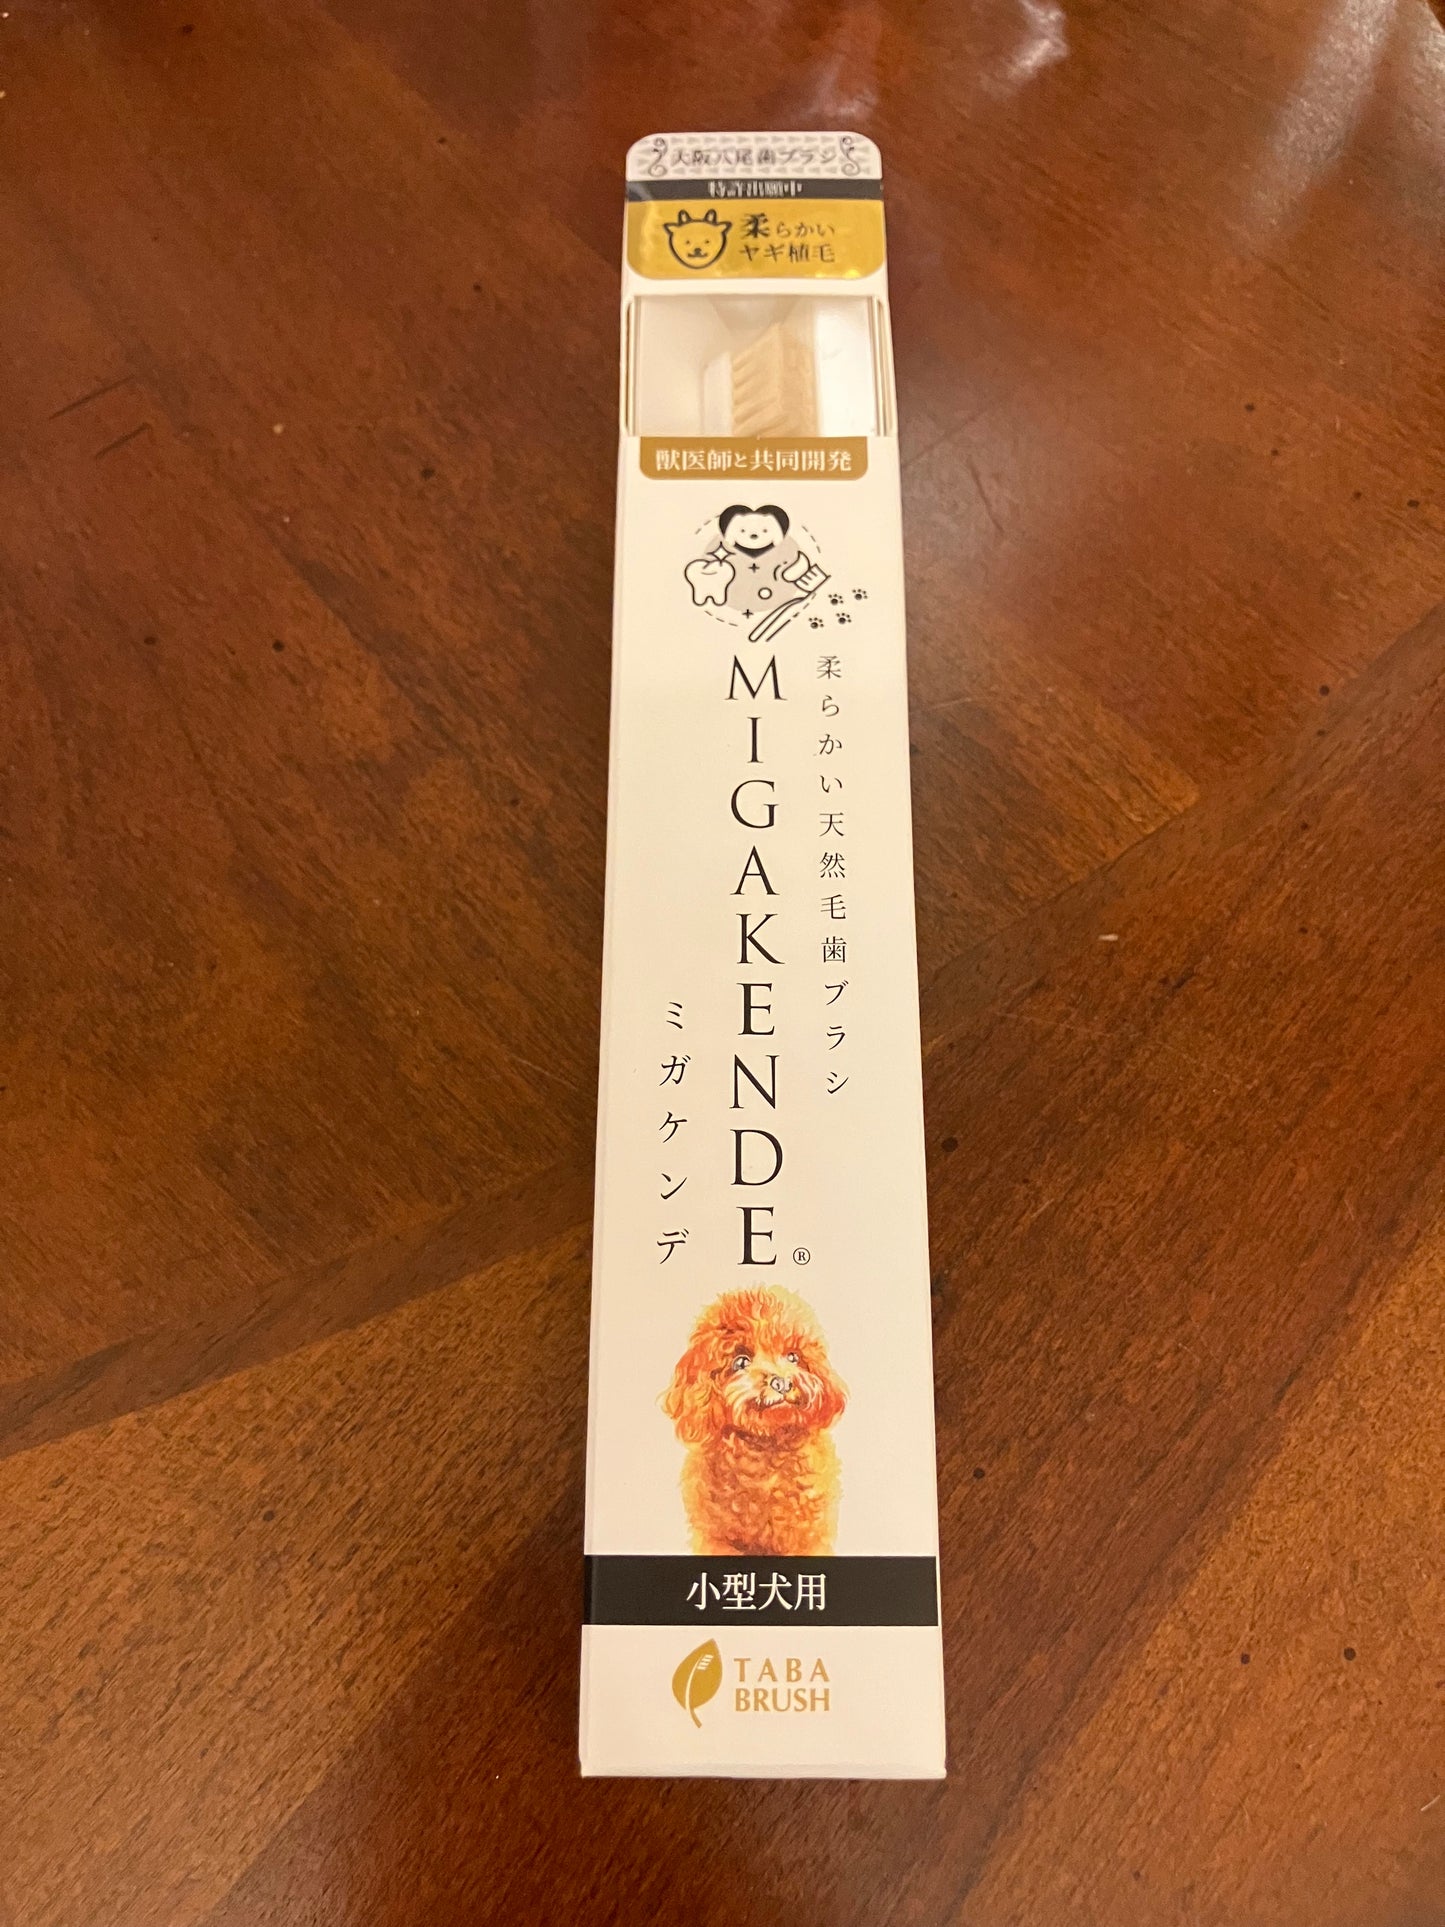 大阪八尾歯ブラシ
特許出願中
柔らかい
ヤギ植毛
獣医師と共同開発
柔らかい天然毛歯ブラシ
MIGAKENDE®
ミガケンデ
小型犬用
TABA
BRUSH